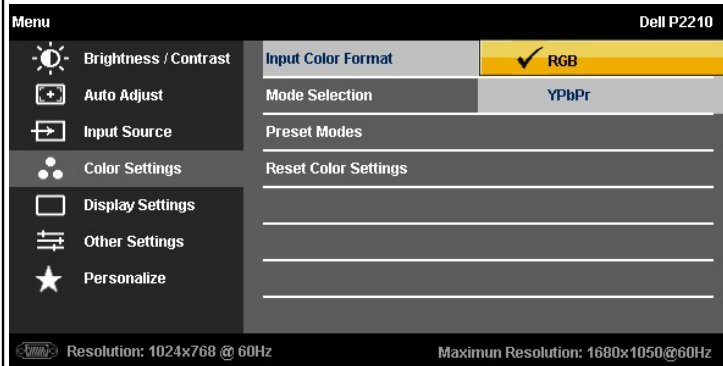 Menu Dell P2210
Brightness / Contrast Input Color Format RGB
Auto Adjust Mode Selection YPbPr
Input Source Preset Modes
Color Settings Reset Color Settings
Display Settings
Other Settings
Personalize
Resolution: 1024x768 @ 60Hz Maximun Resolution: 1680x1050@60Hz